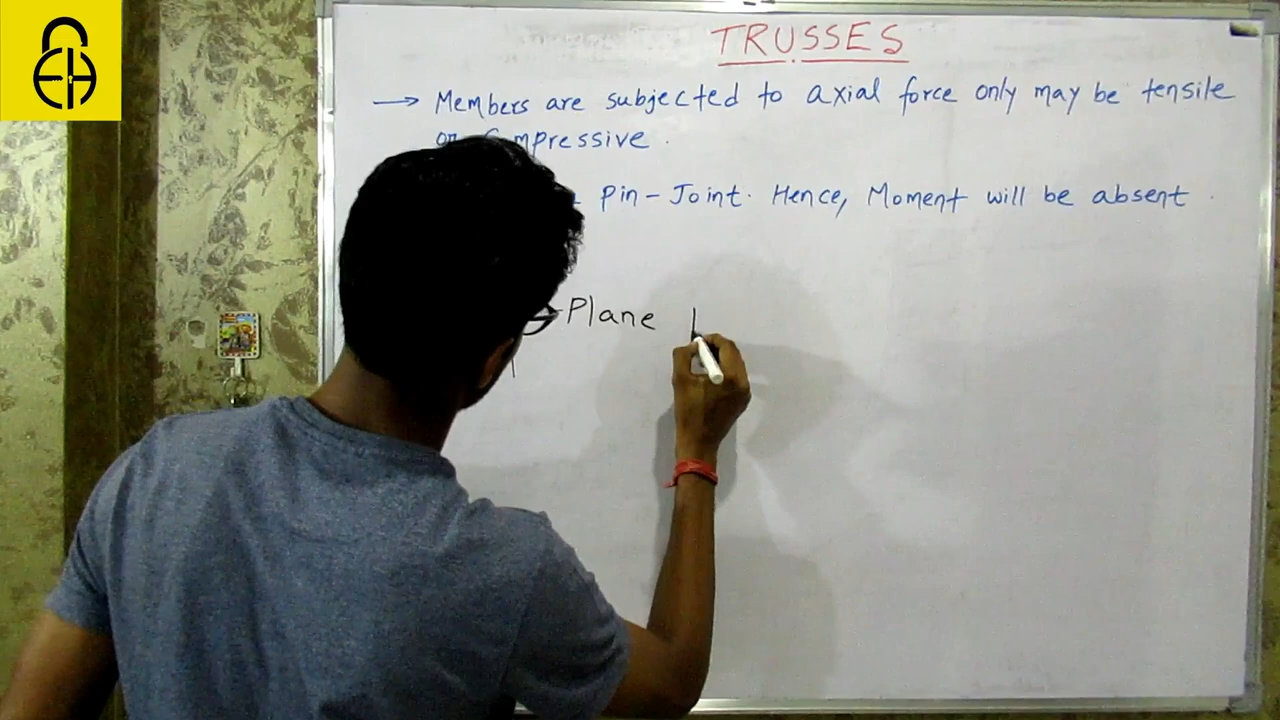 TRUSSES
→ Members are subjected to axial force only may be tensile
compressive.
Pin-Joint. Hence, Moment will be absent.
Plane